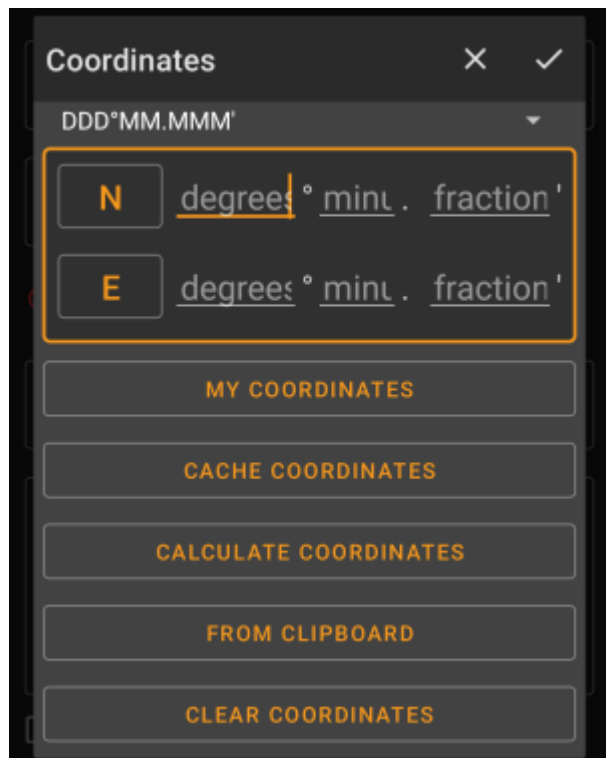 Coordinates
DDD°MM.MMM'
N degrees ° minu . fraction '
E degrees ° minu . fraction '
MY COORDINATES
CACHE COORDINATES
CALCULATE COORDINATES
FROM CLIPBOARD
CLEAR COORDINATES